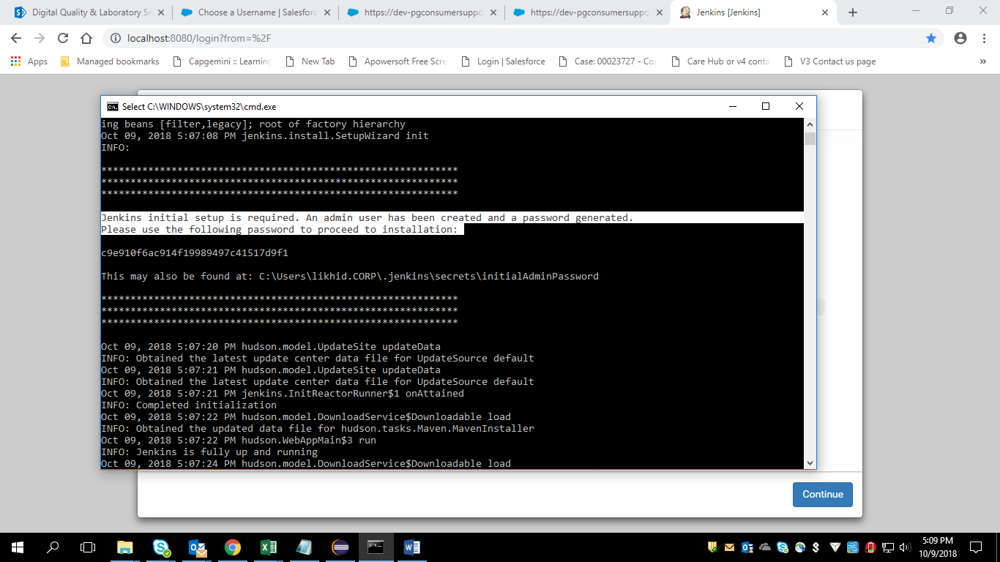 Digital Quality & Laboratory Se
Choose a Username | Salesforc
https://dev-pgconsumersuppo
https://dev-pgconsumersuppo
Jenkins [Jenkins]
localhost:8080/login?from=%2F
Apps
Managed bookmarks
Capgemini :: Learning
New Tab
Apowersoft Free Scre
Login | Salesforce
Case: 00023727 - Con
Care Hub or v4 conta
V3 Contact us page
»
Select C:\WINDOWS\system32\cmd.exe
ing beans [filter,legacy]; root of factory hierarchy
Oct 09, 2018 5:07:08 PM jenkins.install.SetupWizard init
INFO:
*************************************************************
*************************************************************
*************************************************************
Jenkins initial setup is required. An admin user has been created and a password generated.
Please use the following password to proceed to installation:
c9e910f6ac914f19989497c41517d9f1
This may also be found at: C:\Users\likhid.CORP\.jenkins\secrets\initialAdminPassword
*************************************************************
*************************************************************
*************************************************************
Oct 09, 2018 5:07:20 PM hudson.model.UpdateSite updateData
INFO: Obtained the latest update center data file for UpdateSource default
Oct 09, 2018 5:07:21 PM hudson.model.UpdateSite updateData
INFO: Obtained the latest update center data file for UpdateSource default
Oct 09, 2018 5:07:21 PM jenkins.InitReactorRunner$1 onAttained
INFO: Completed initialization
Oct 09, 2018 5:07:22 PM hudson.model.DownloadService$Downloadable load
INFO: Obtained the updated data file for hudson.tasks.Maven.MavenInstaller
Oct 09, 2018 5:07:22 PM hudson.WebAppMain$3 run
INFO: Jenkins is fully up and running
Oct 09, 2018 5:07:24 PM hudson.model.DownloadService$Downloadable load
Continue
5:09 PM
10/9/2018